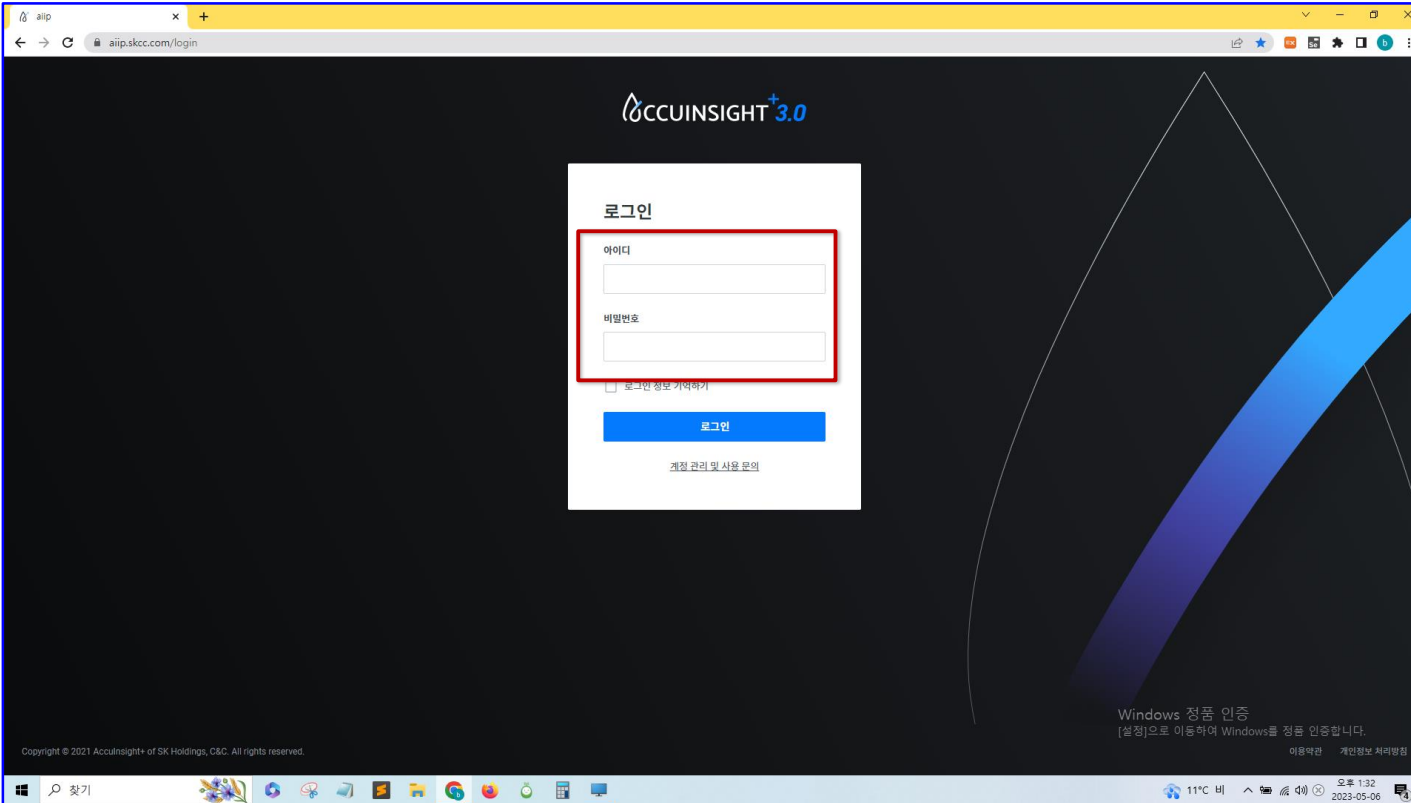 aiip
aiip.skcc.com/login
ACCUINSIGHT+ 3.0
로그인
아이디
비밀번호
로그인 정보 기억하기
로그인
계정 관리 및 사용 문의
Windows 정품 인증
[설정]으로 이동하여 Windows를 정품 인증합니다.
Copyright © 2021 AccuInsight+ of SK Holdings, C&C. All rights reserved.
이용약관 개인정보 처리방침
찾기
11°C 비
오후 1:32
2023-05-06